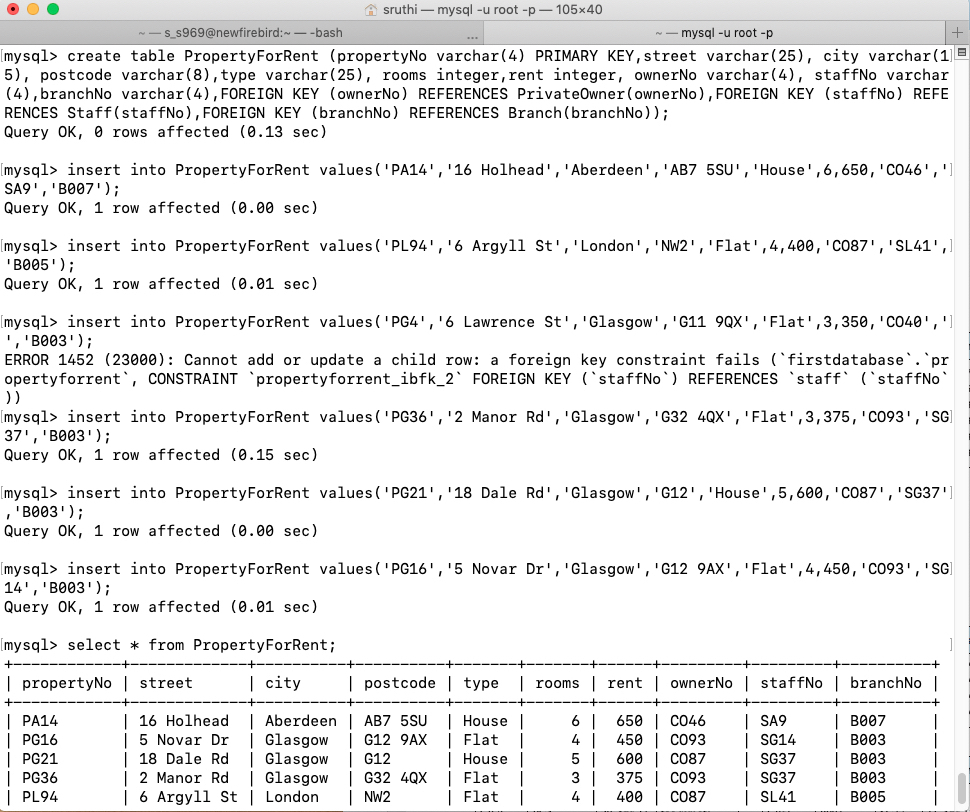 sruthi — mysql -u root -p — 105×40
~ — s_s969@newfirebird:~ — -bash ...
~ — mysql -u root -p +
[mysql> create table PropertyForRent (propertyNo varchar(4) PRIMARY KEY,street varchar(25), city varchar(1]
5), postcode varchar(8),type varchar(25), rooms integer,rent integer, ownerNo varchar(4), staffNo varchar
(4),branchNo varchar(4),FOREIGN KEY (ownerNo) REFERENCES PrivateOwner(ownerNo),FOREIGN KEY (staffNo) REFE
RENCES Staff(staffNo),FOREIGN KEY (branchNo) REFERENCES Branch(branchNo));
Query OK, 0 rows affected (0.13 sec)
[mysql> insert into PropertyForRent values('PA14','16 Holhead','Aberdeen','AB7 5SU','House',6,650,'CO46',']
SA9','B007');
Query OK, 1 row affected (0.00 sec)
[mysql> insert into PropertyForRent values('PL94','6 Argyll St','London','NW2','Flat',4,400,'CO87','SL41',]
'B005');
Query OK, 1 row affected (0.01 sec)
[mysql> insert into PropertyForRent values('PG4','6 Lawrence St','Glasgow','G11 9QX','Flat',3,350,'CO40',']
','B003');
ERROR 1452 (23000): Cannot add or update a child row: a foreign key constraint fails (`firstdatabase`.`pr
opertyforrent`, CONSTRAINT `propertyforrent_ibfk_2` FOREIGN KEY (`staffNo`) REFERENCES `staff` (`staffNo`
))
[mysql> insert into PropertyForRent values('PG36','2 Manor Rd','Glasgow','G32 4QX','Flat',3,375,'CO93','SG]
37','B003');
Query OK, 1 row affected (0.15 sec)
[mysql> insert into PropertyForRent values('PG21','18 Dale Rd','Glasgow','G12','House',5,600,'CO87','SG37']
,'B003');
Query OK, 1 row affected (0.00 sec)
[mysql> insert into PropertyForRent values('PG16','5 Novar Dr','Glasgow','G12 9AX','Flat',4,450,'CO93','SG]
14','B003');
Query OK, 1 row affected (0.01 sec)
[mysql> select * from PropertyForRent; ]
+------------+-------------+----------+----------+-------+-------+------+---------+---------+----------+
| propertyNo | street | city | postcode | type | rooms | rent | ownerNo | staffNo | branchNo |
+------------+-------------+----------+----------+-------+-------+------+---------+---------+----------+
| PA14 | 16 Holhead | Aberdeen | AB7 5SU | House | 6 | 650 | CO46 | SA9 | B007 |
| PG16 | 5 Novar Dr | Glasgow | G12 9AX | Flat | 4 | 450 | CO93 | SG14 | B003 |
| PG21 | 18 Dale Rd | Glasgow | G12 | House | 5 | 600 | CO87 | SG37 | B003 |
| PG36 | 2 Manor Rd | Glasgow | G32 4QX | Flat | 3 | 375 | CO93 | SG37 | B003 |
| PL94 | 6 Argyll St | London | NW2 | Flat | 4 | 400 | CO87 | SL41 | B005 |